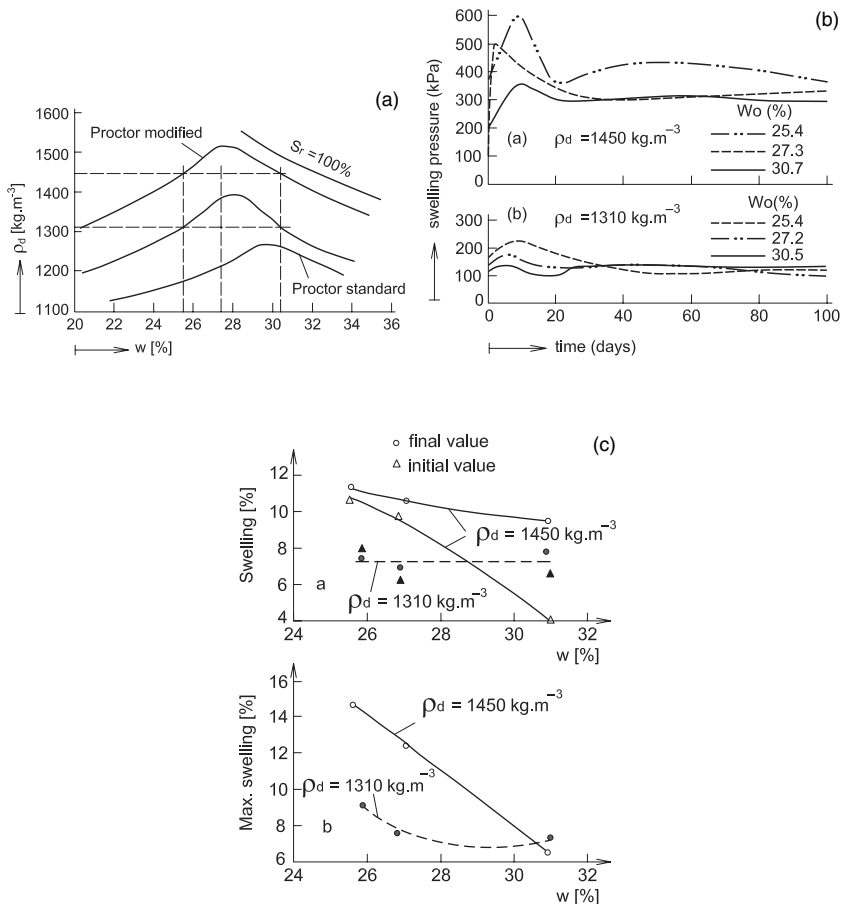 (a)
1600
1500
1400
1300
1200
1100
ρd [kg.m⁻³]
Proctor modified
Sr =100%
Proctor standard
20 22 24 26 28 30 32 34 36
w [%]
(b)
swelling pressure (kPa)
600
500
400
300
200
100
0
Wo (%)
25.4
27.3
30.7
(a) ρd =1450 kg.m⁻³
(b) ρd =1310 kg.m⁻³
Wo(%)
25.4
27.2
30.5
300
200
100
0
0 20 40 60 80 100
time (days)
(c)
final value
initial value
Swelling [%]
12
10
8
6
4
ρd = 1450 kg.m⁻³
a
ρd = 1310 kg.m⁻³
24 26 28 30 32
w [%]
Max. swelling [%]
16
14
12
10
8
6
ρd = 1450 kg.m⁻³
ρd = 1310 kg.m⁻³
b
24 26 28 30 32
w [%]